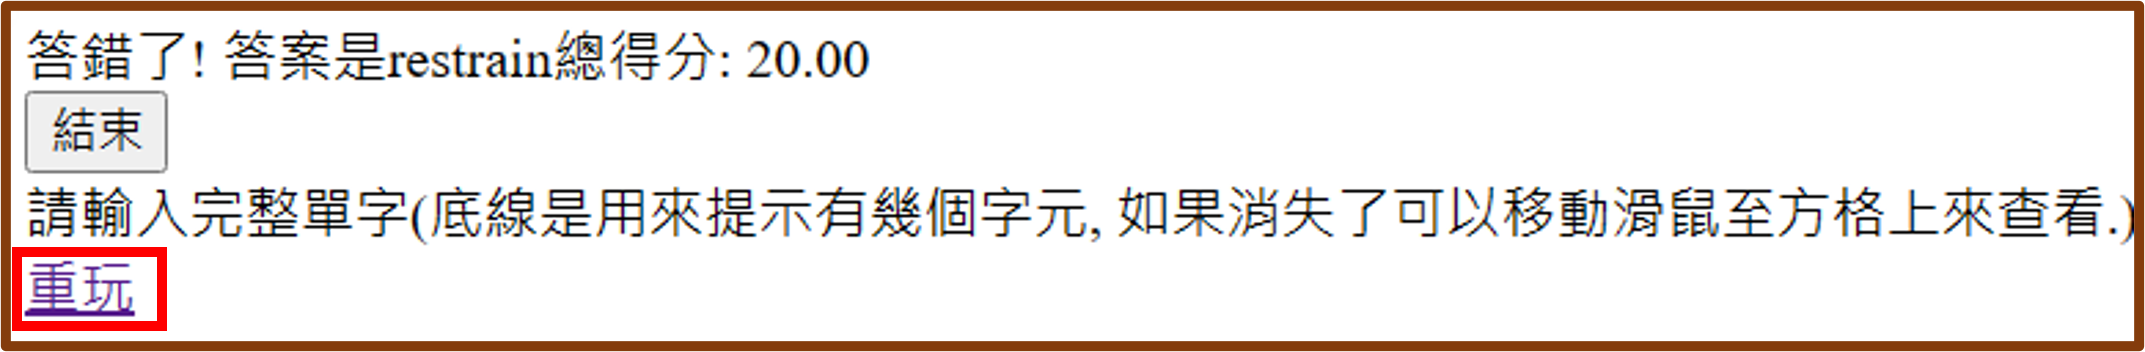 答錯了! 答案是restrain總得分: 20.00
結束
請輸入完整單字(底線是用來提示有幾個字元, 如果消失了可以移動滑鼠至方格上來查看.)
重玩